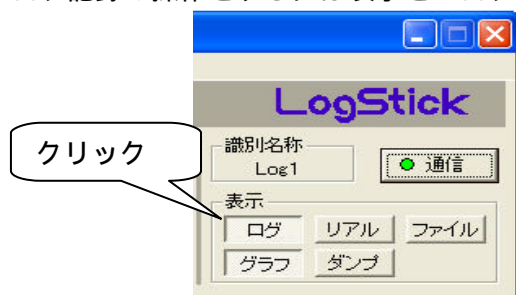 LogStick
クリック
識別名称
Log1
通信
表示
ログ リアル ファイル
グラフ ダンプ